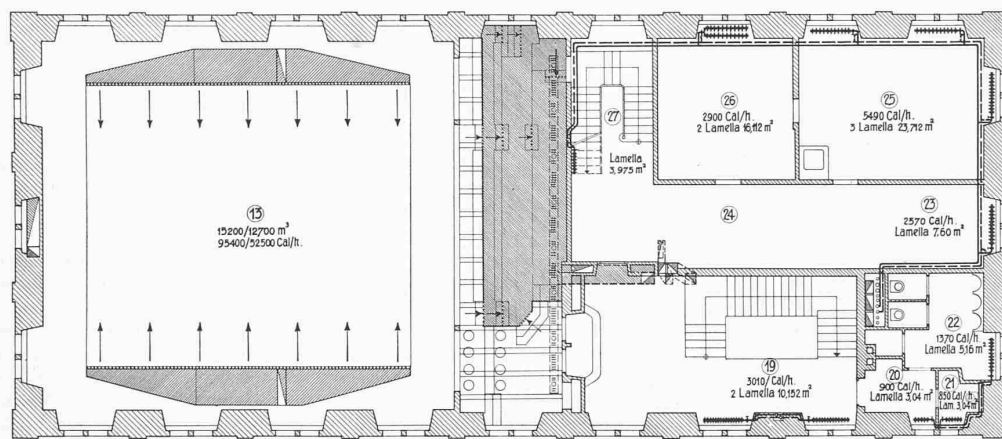 13
15200/12700 m³
95400/52500 Cal/h.
27
Lamella
3,975 m²
26
2900 Cal/h.
2 Lamella 16,112 m²
25
5490 Cal/h.
3 Lamella 23,712 m²
24
23
2570 Cal/h.
Lamella 7,60 m²
19
3010/Cal/h.
2 Lamella 10,152 m²
22
1370 Cal/h.
Lamella 5,16 m²
20
900 Cal/h.
Lamella 3,04 m²
21
850 Cal/h.
Lam. 3,04 m²